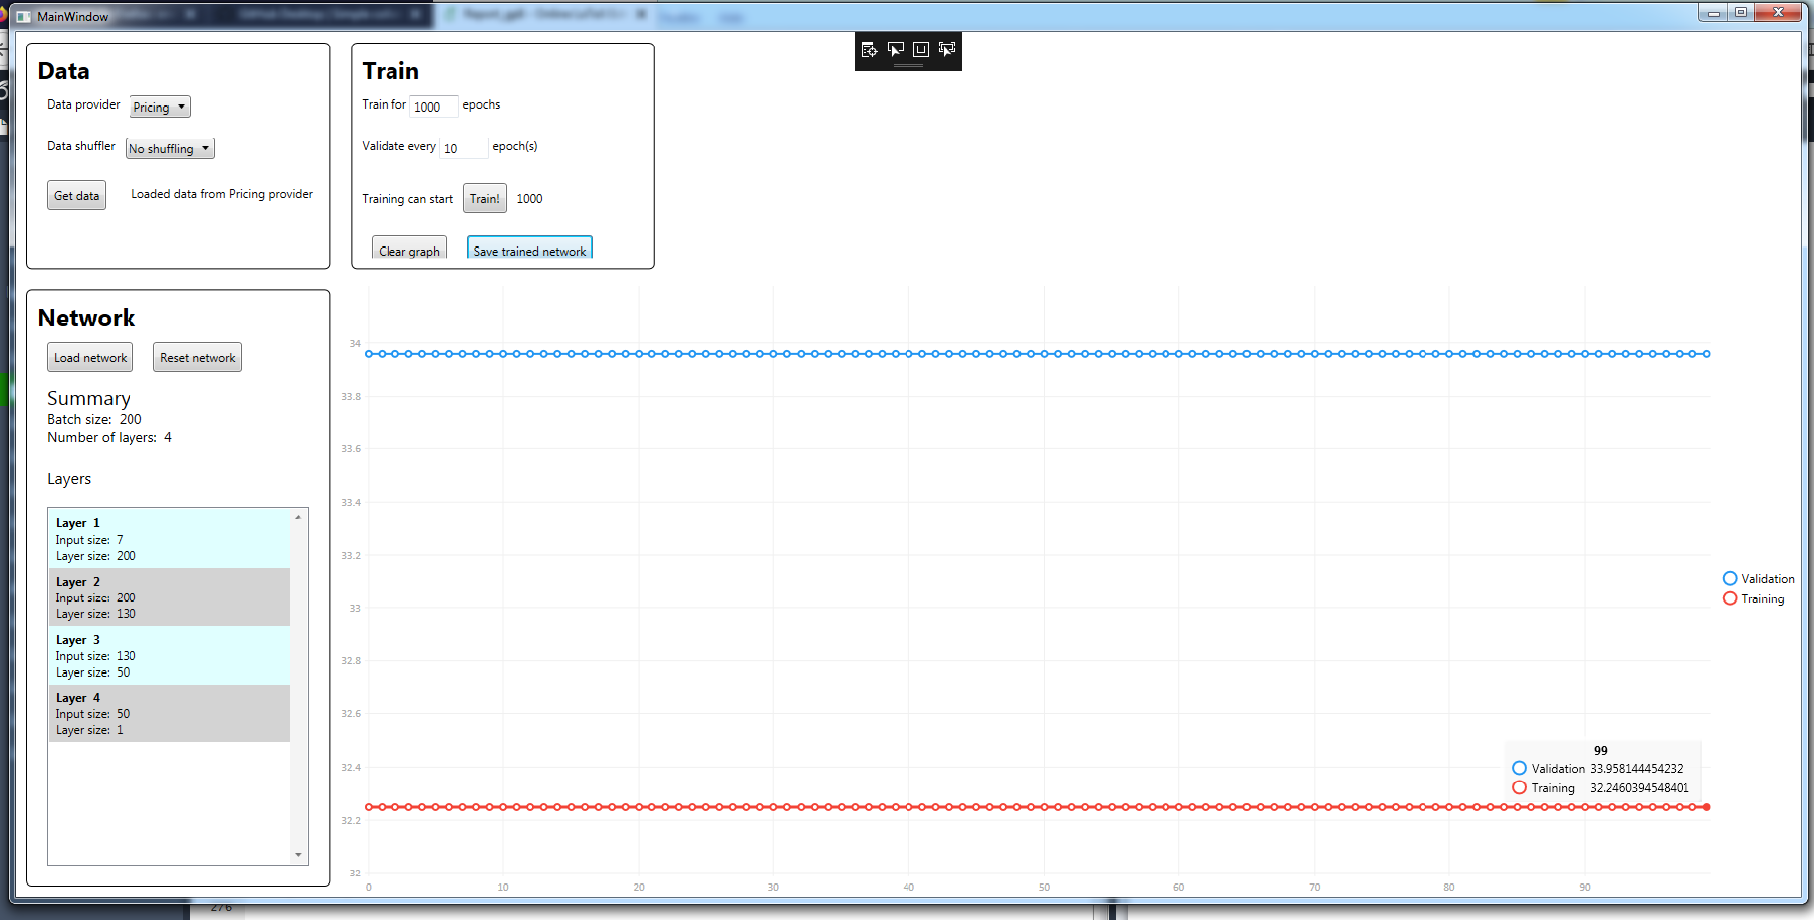 MainWindow
Data
Data provider Pricing
Data shuffler No shuffling
Get data Loaded data from Pricing provider
Train
Train for 1000 epochs
Validate every 10 epoch(s)
Training can start Train! 1000
Clear graph Save trained network
Network
Load network Reset network
Summary
Batch size: 200
Number of layers: 4
Layers
Layer 1
Input size: 7
Layer size: 200
Layer 2
Input size: 200
Layer size: 130
Layer 3
Input size: 130
Layer size: 50
Layer 4
Input size: 50
Layer size: 1
34
33.8
33.6
33.4
33.2
33
32.8
32.6
32.4
32.2
32
0 10 20 30 40 50 60 70 80 90
99
Validation 33.958144454232
Training 32.2460394548401
Validation
Training
276